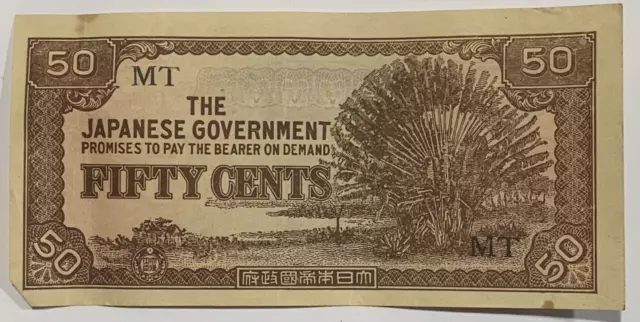 50
50
MT
THE
JAPANESE GOVERNMENT
PROMISES TO PAY THE BEARER ON DEMAND
FIFTY CENTS
MT
50
府政國帝本日大
50